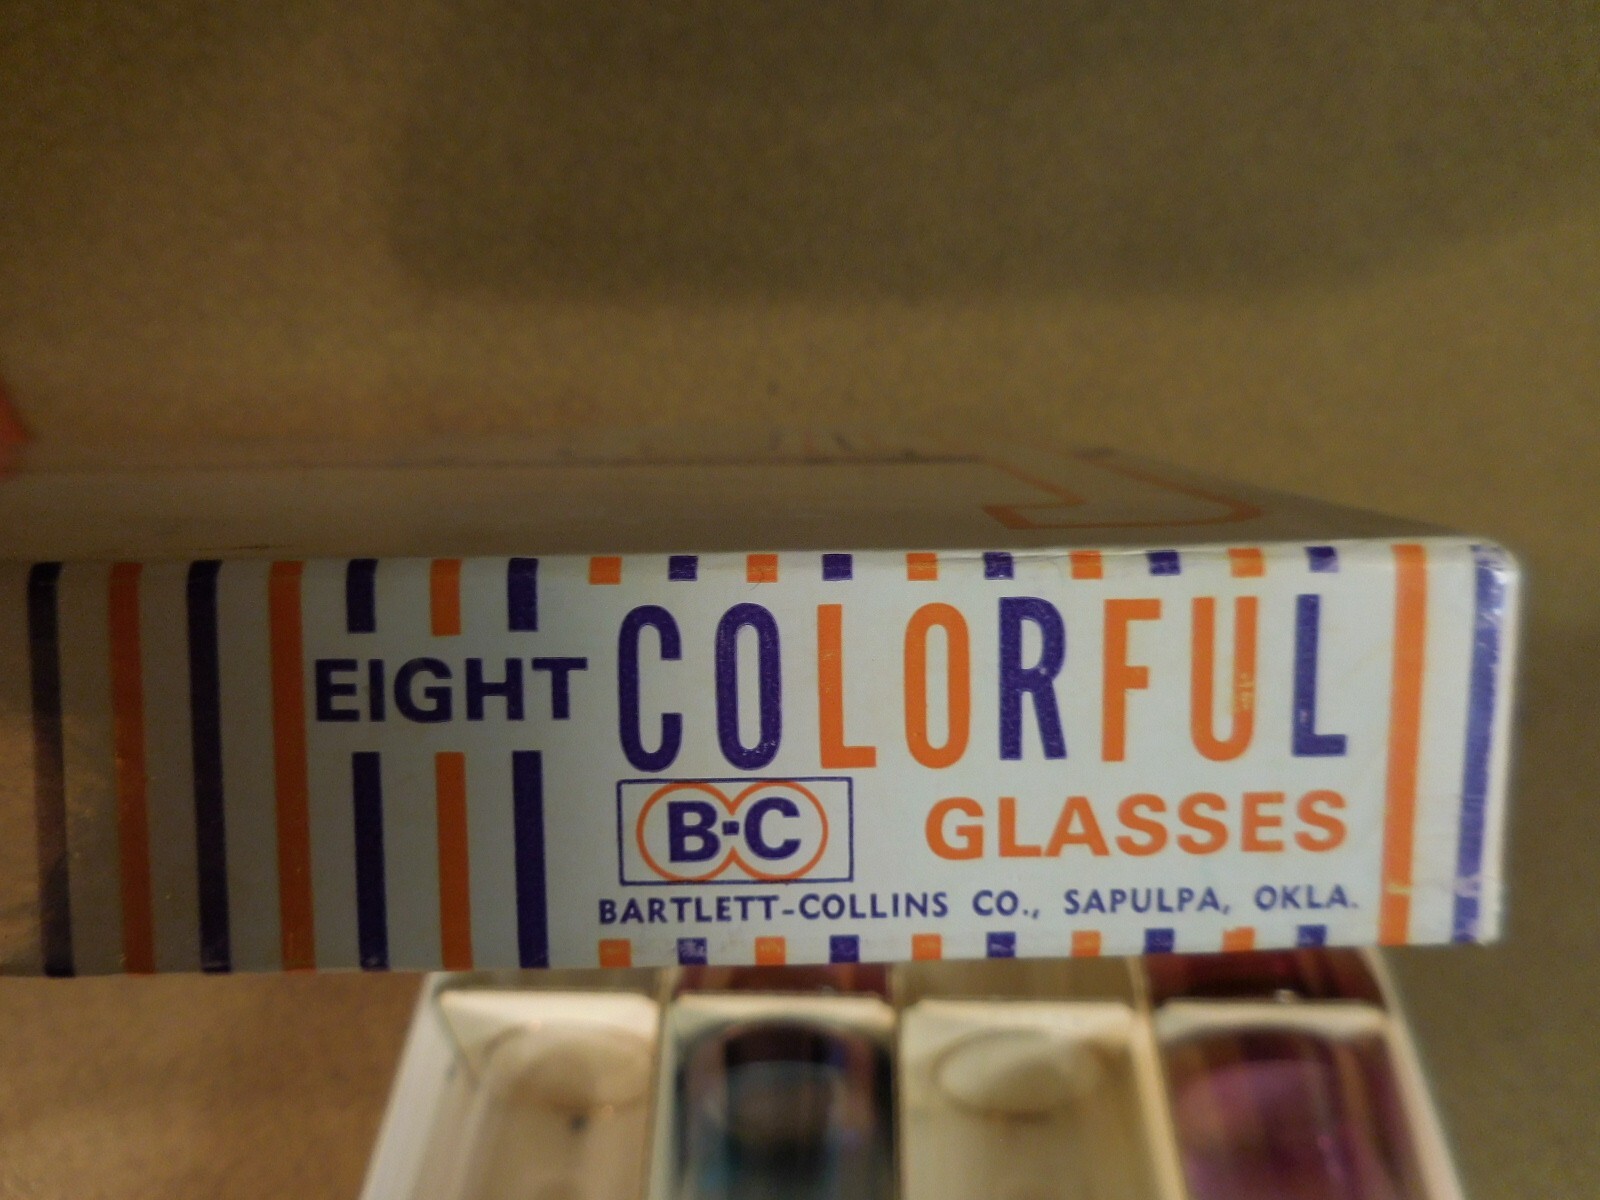 EIGHT COLORFUL
B-C GLASSES
BARTLETT-COLLINS CO., SAPULPA, OKLA.